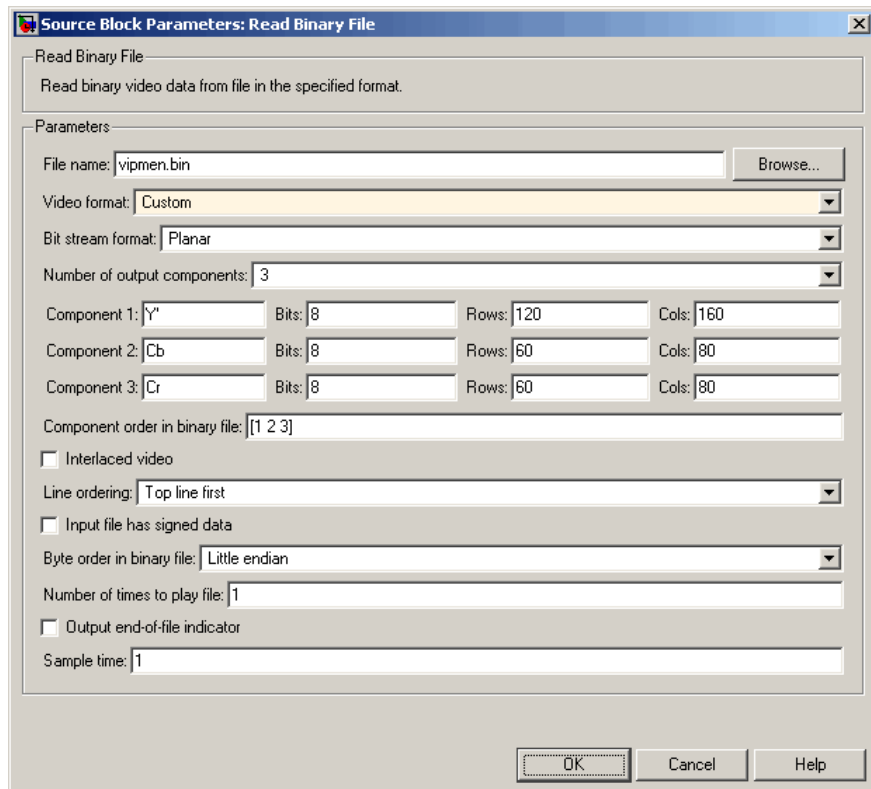 Source Block Parameters: Read Binary File
Read Binary File
Read binary video data from file in the specified format.
Parameters
File name: vipmen.bin Browse...
Video format: Custom
Bit stream format: Planar
Number of output components: 3
Component 1: Y' Bits: 8 Rows: 120 Cols: 160
Component 2: Cb Bits: 8 Rows: 60 Cols: 80
Component 3: Cr Bits: 8 Rows: 60 Cols: 80
Component order in binary file: [1 2 3]
Interlaced video
Line ordering: Top line first
Input file has signed data
Byte order in binary file: Little endian
Number of times to play file: 1
Output end-of-file indicator
Sample time: 1
OK Cancel Help